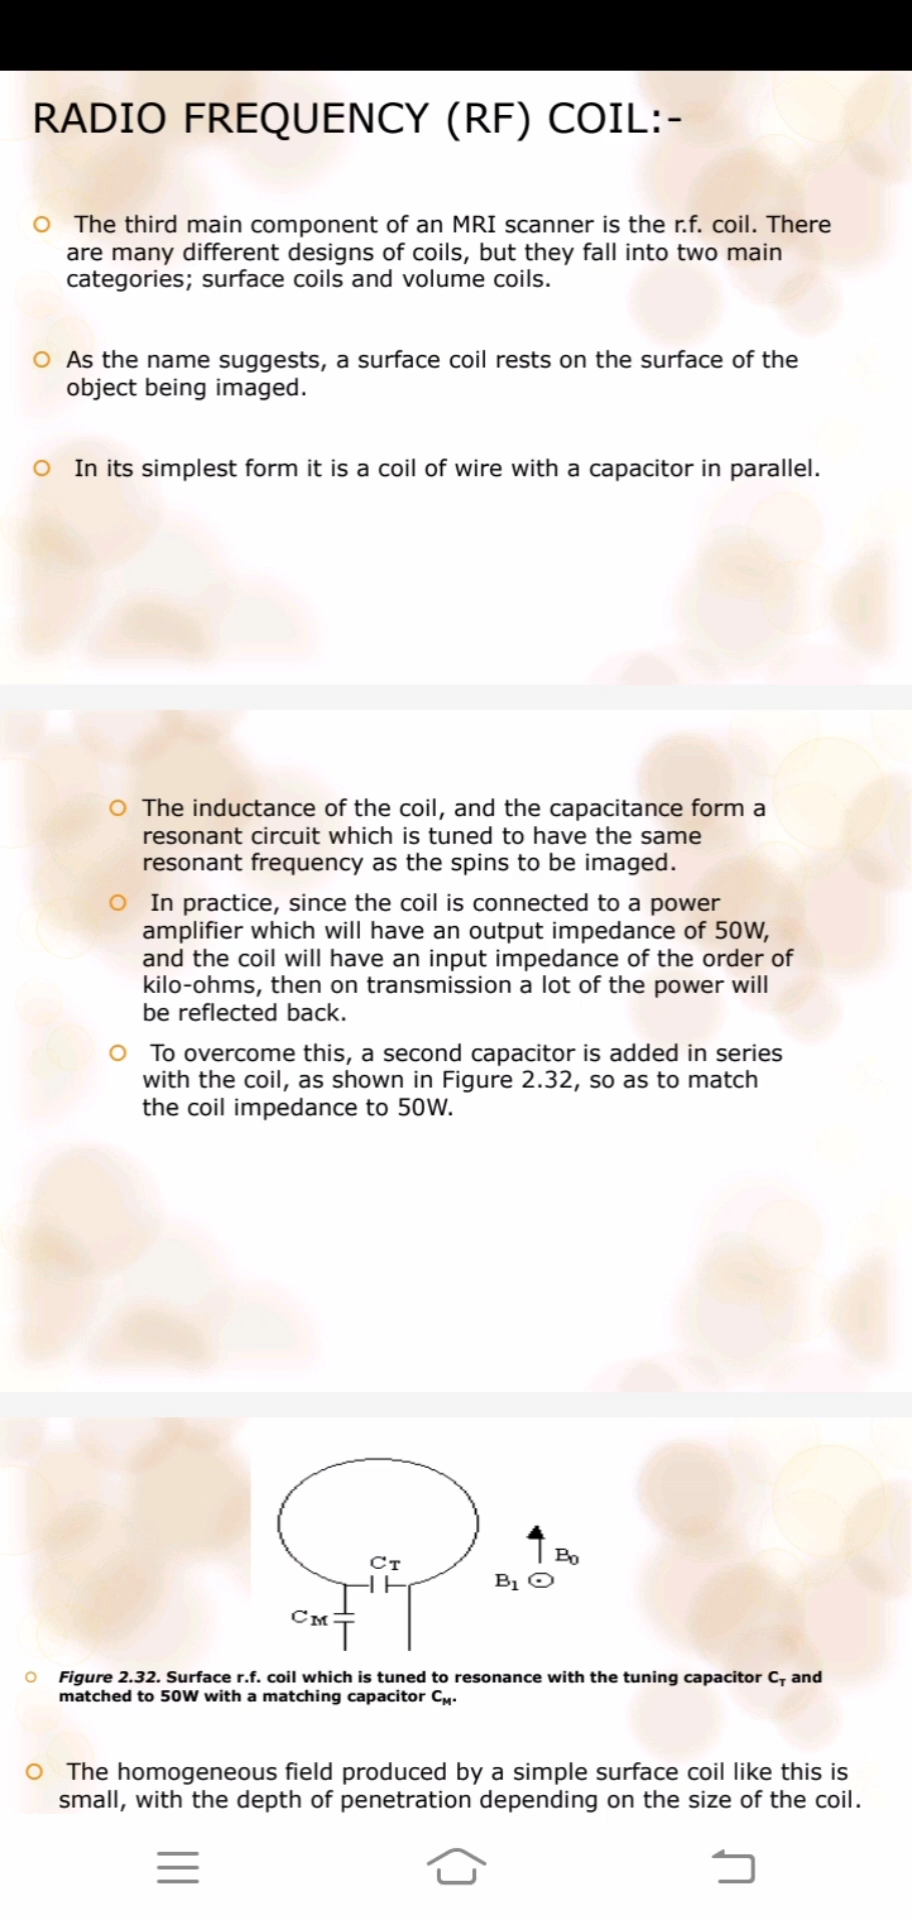 RADIO FREQUENCY (RF) COIL:-
The third main component of an MRI scanner is the r.f. coil. There
are many different designs of coils, but they fall into two main
categories; surface coils and volume coils.
As the name suggests, a surface coil rests on the surface of the
object being imaged.
In its simplest form it is a coil of wire with a capacitor in parallel.
The inductance of the coil, and the capacitance form a
resonant circuit which is tuned to have the same
resonant frequency as the spins to be imaged.
In practice, since the coil is connected to a power
amplifier which will have an output impedance of 50W,
and the coil will have an input impedance of the order of
kilo-ohms, then on transmission a lot of the power will
be reflected back.
To overcome this, a second capacitor is added in series
with the coil, as shown in Figure 2.32, so as to match
the coil impedance to 50W.
CT
B0
B1
CM
Figure 2.32. Surface r.f. coil which is tuned to resonance with the tuning capacitor CT and
matched to 50W with a matching capacitor CM.
The homogeneous field produced by a simple surface coil like this is
small, with the depth of penetration depending on the size of the coil.